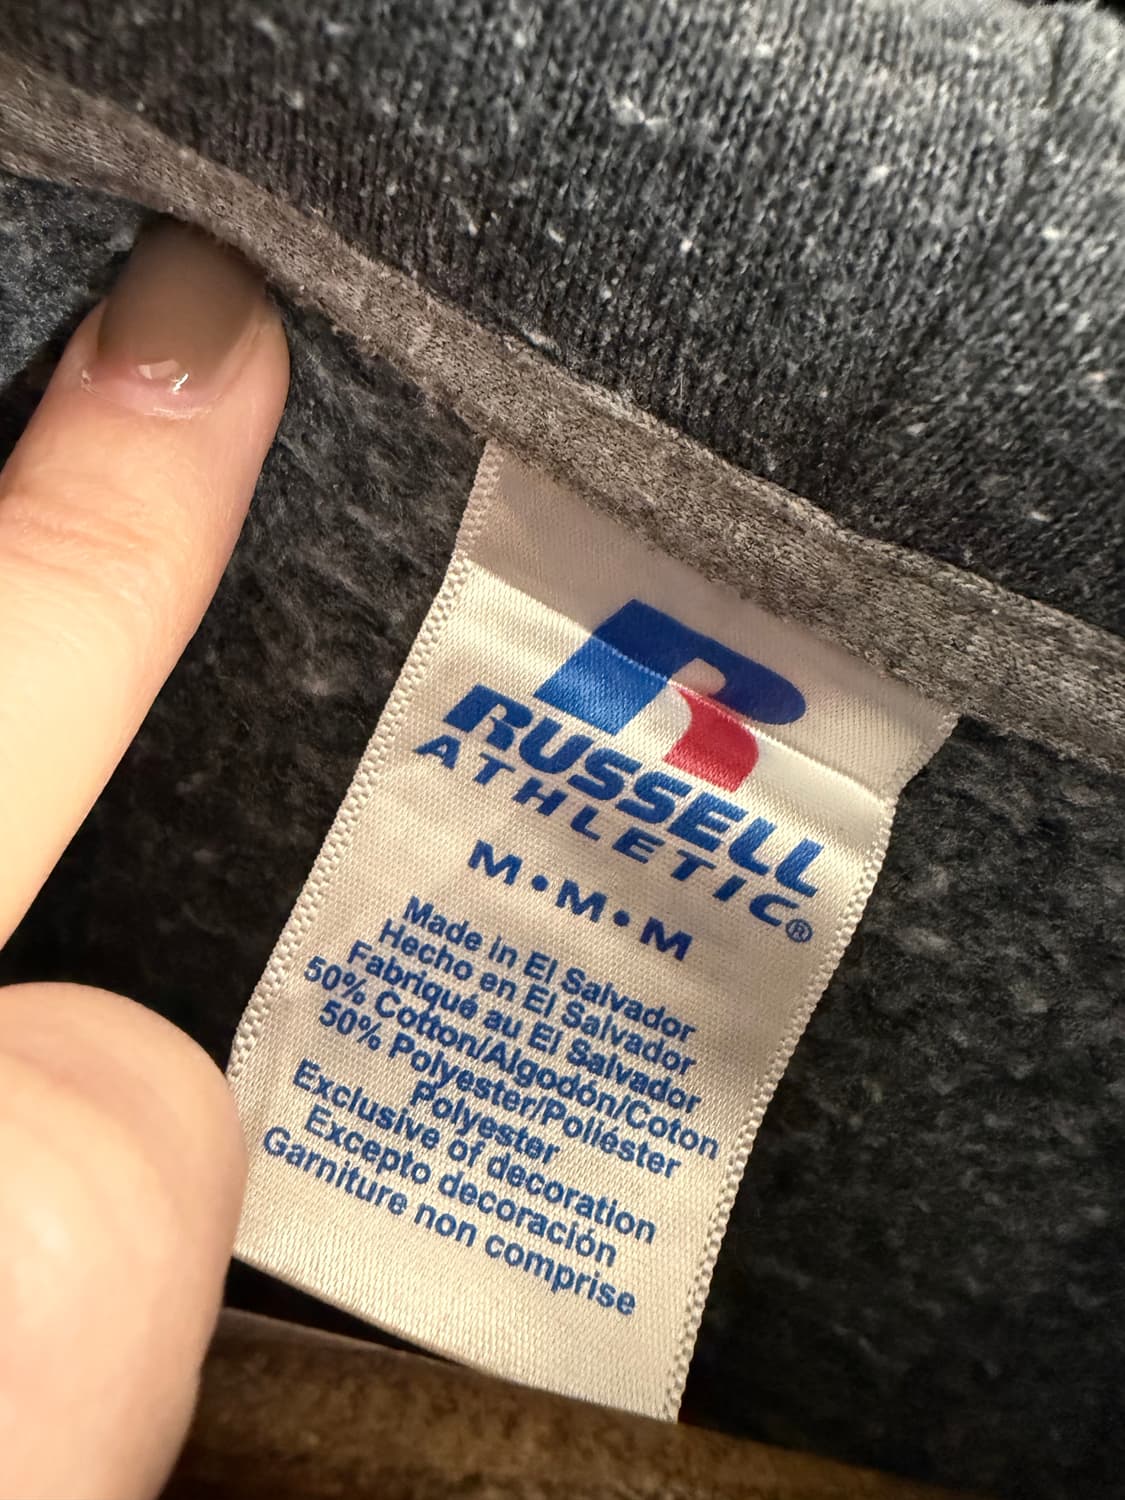 R
RUSSELL
ATHLETIC®
M•M•M
Made in El Salvador
Hecho en El Salvador
Fabriqué au El Salvador
50% Cotton/Algodón/Coton
50% Polyester/Poliéster
Polyester
Exclusive of decoration
Excepto decoración
Garniture non comprise